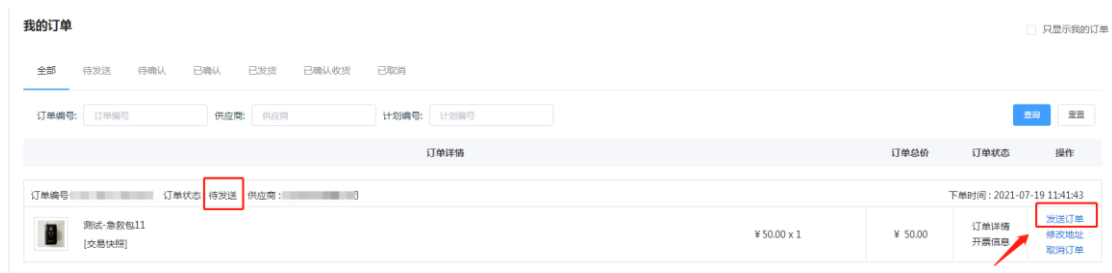 我的订单
只显示我的订单
全部 待发送 待确认 已确认 已发货 已确认收货 已取消
订单编号: 订单编号 供应商: 供应商 计划编号: 计划编号 查询 重置
订单详情 订单总价 订单状态 操作
订单编号 订单状态 待发送 供应商: 下单时间: 2021-07-19 11:41:43
测试-急救包11
[交易快照]
¥ 50.00 x 1
¥ 50.00
订单详情
开票信息
发送订单
修改地址
取消订单